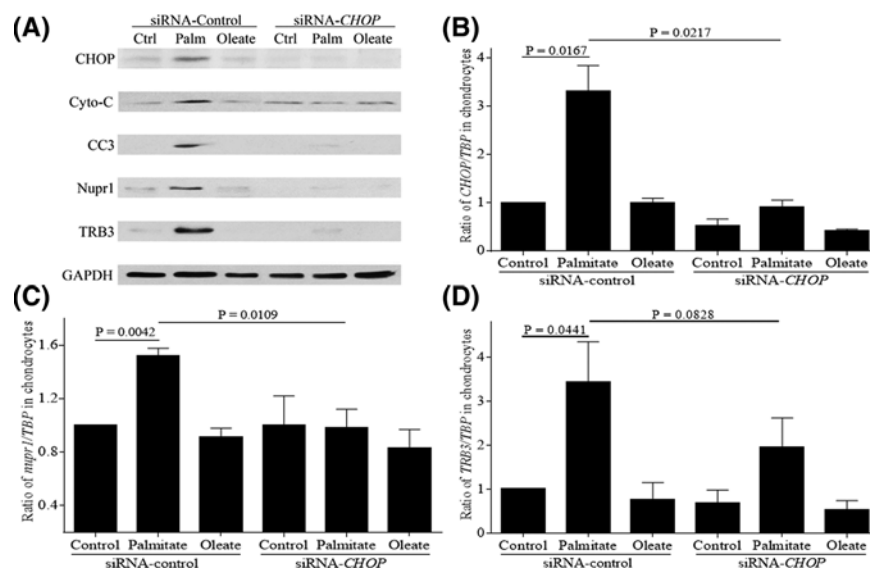 (A)
siRNA-Control siRNA-CHOP
Ctrl Palm Oleate Ctrl Palm Oleate
CHOP
Cyto-C
CC3
Nupr1
TRB3
GAPDH
(B)
P = 0.0217
P = 0.0167
Ratio of CHOP/TBP in chondrocytes
4
3
2
1
0
Control Palmitate Oleate Control Palmitate Oleate
siRNA-control siRNA-CHOP
(C)
P = 0.0109
P = 0.0042
Ratio of nupr1/TBP in chondrocytes
1.6
1.2
0.8
0.4
Control Palmitate Oleate Control Palmitate Oleate
siRNA-control siRNA-CHOP
(D)
P = 0.0828
P = 0.0441
Ratio of TRB3/TBP in chondrocytes
4
3
2
1
0
Control Palmitate Oleate Control Palmitate Oleate
siRNA-control siRNA-CHOP